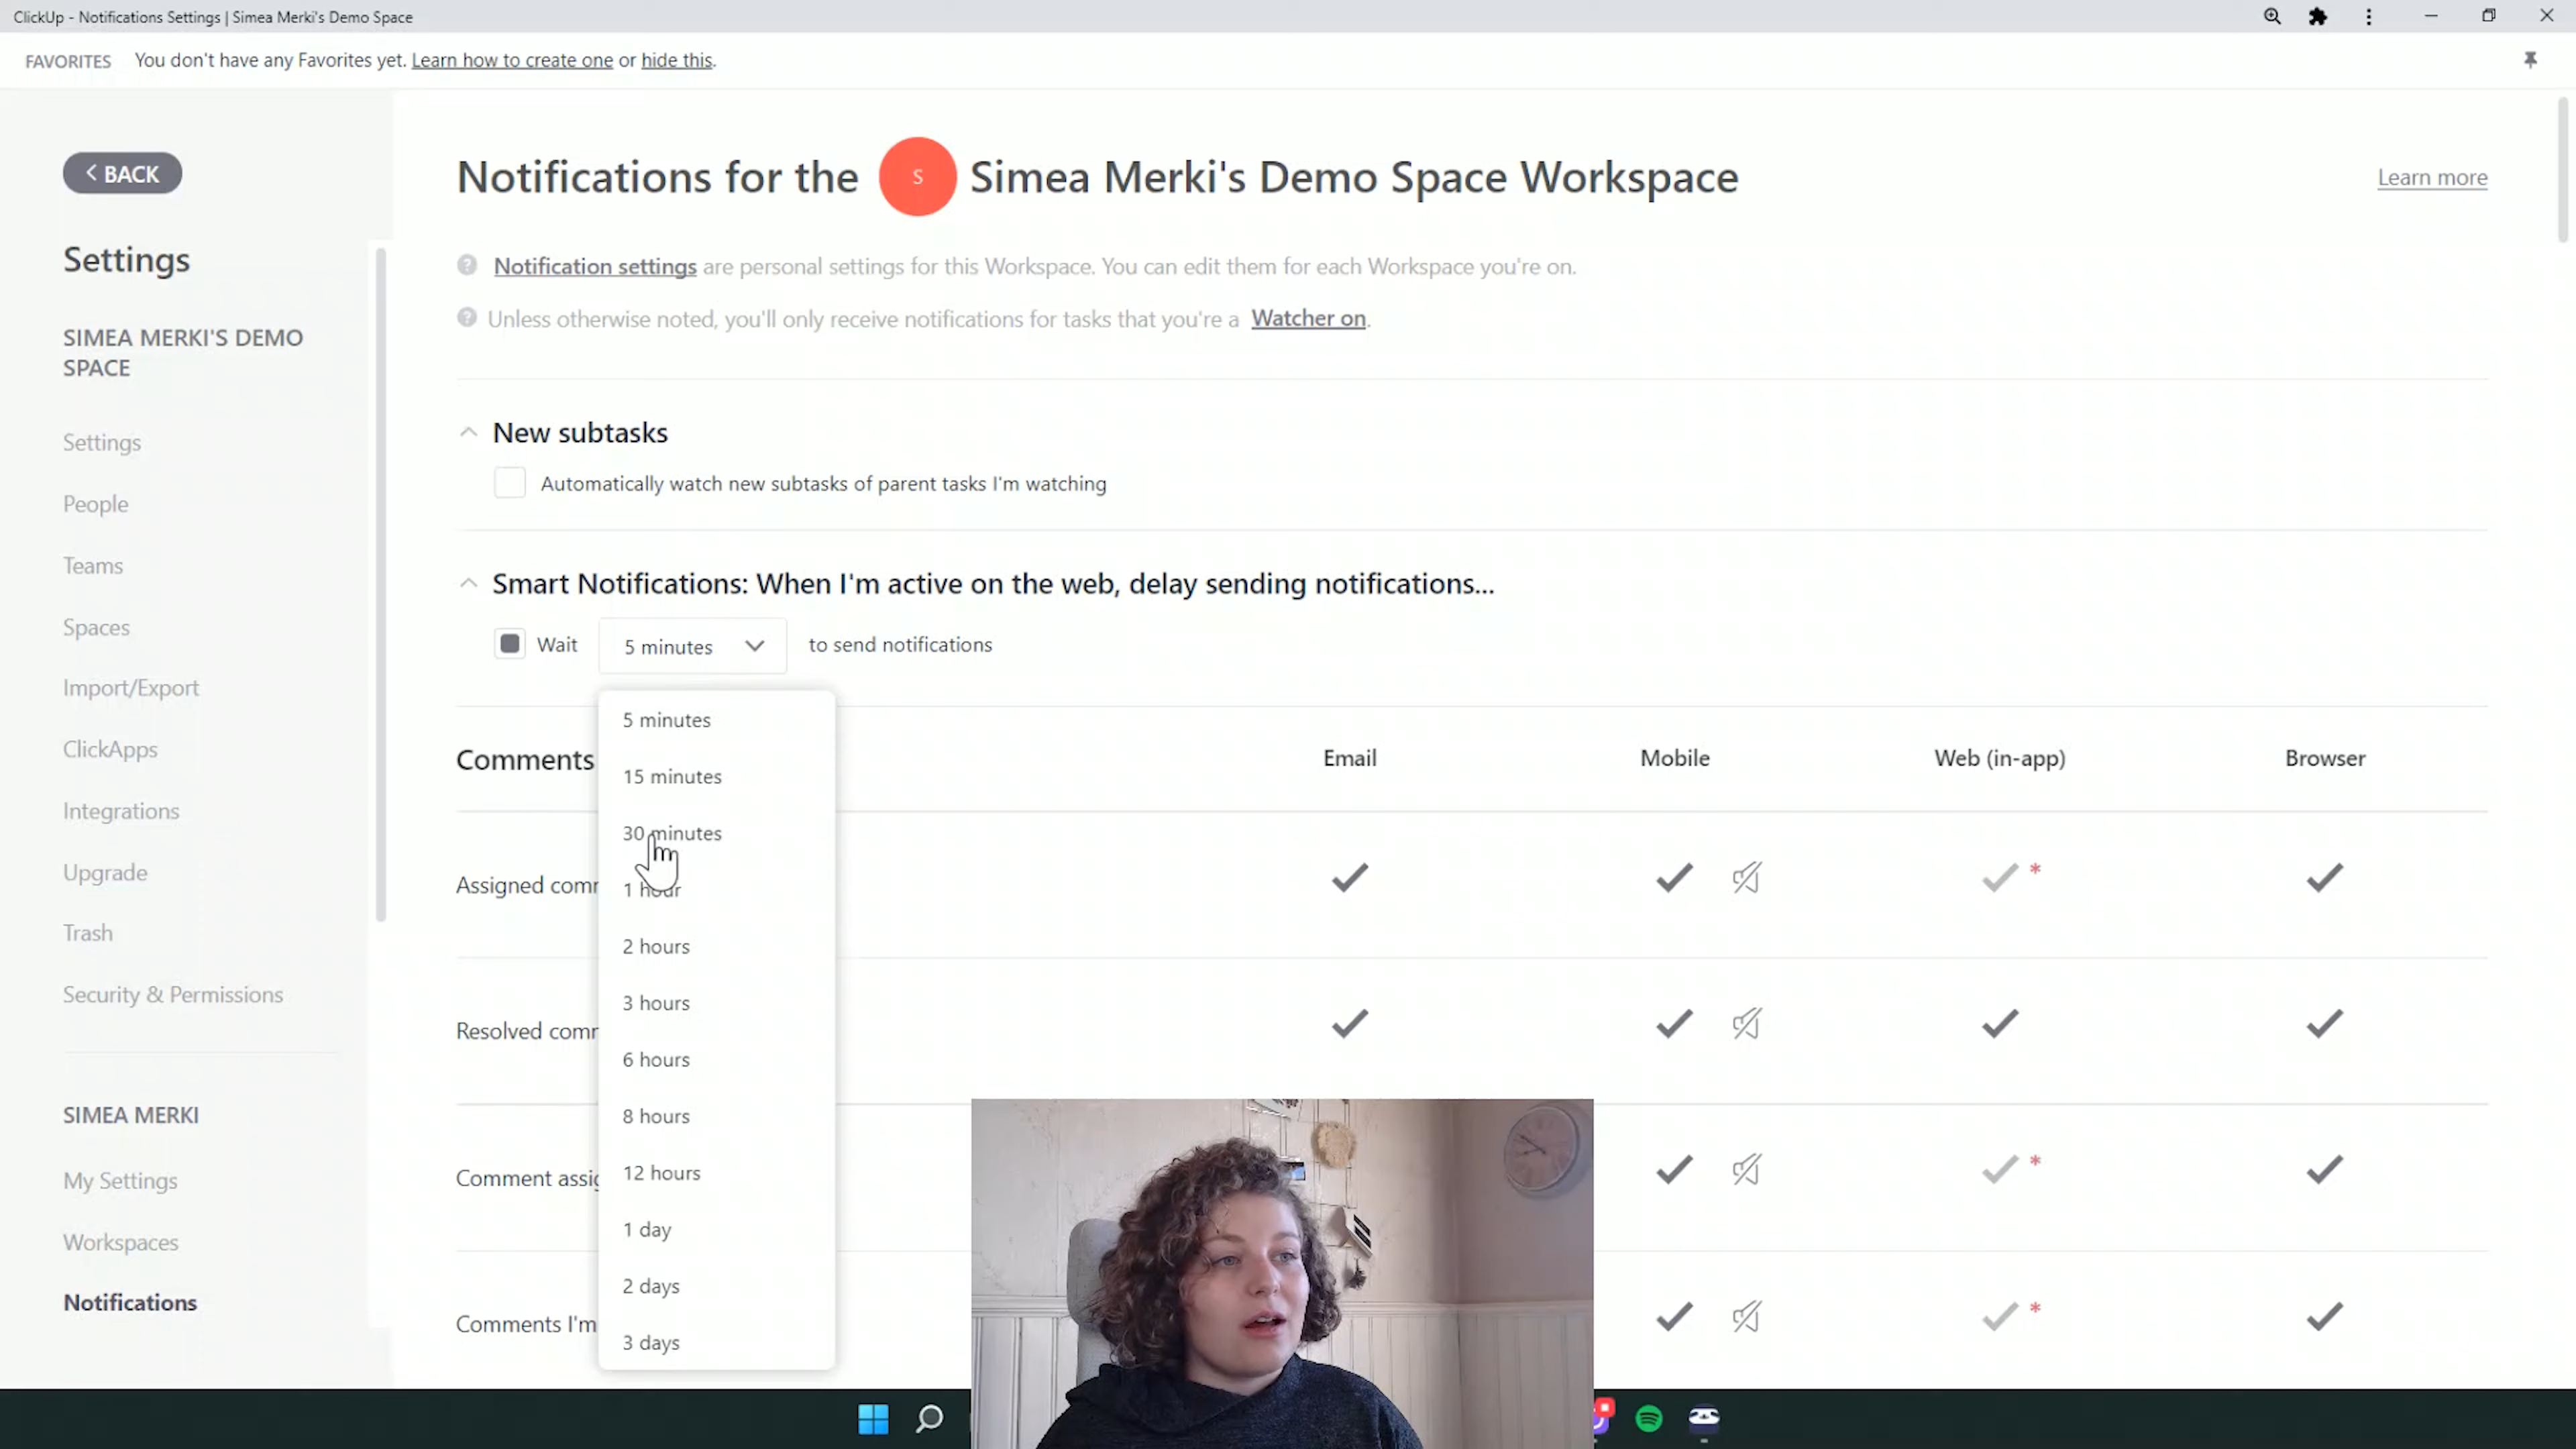 ClickUp - Notifications Settings | Simea Merki's Demo Space
FAVORITES You don't have any Favorites yet. Learn how to create one or hide this.
BACK
Settings
SIMEA MERKI'S DEMO
SPACE
Settings
People
Teams
Spaces
Import/Export
ClickApps
Integrations
Upgrade
Trash
Security & Permissions
SIMEA MERKI
My Settings
Workspaces
Notifications
Notifications for the S Simea Merki's Demo Space Workspace
Learn more
Notification settings are personal settings for this Workspace. You can edit them for each Workspace you're on.
Unless otherwise noted, you'll only receive notifications for tasks that you're a Watcher on.
New subtasks
Automatically watch new subtasks of parent tasks I'm watching
Smart Notifications: When I'm active on the web, delay sending notifications...
Wait 5 minutes to send notifications
5 minutes
15 minutes
30 minutes
1 hour
2 hours
3 hours
6 hours
8 hours
12 hours
1 day
2 days
3 days
Comments Email Mobile Web (in-app) Browser
Assigned comm
*
Resolved comm
Comment assig
*
Comments I'm
*